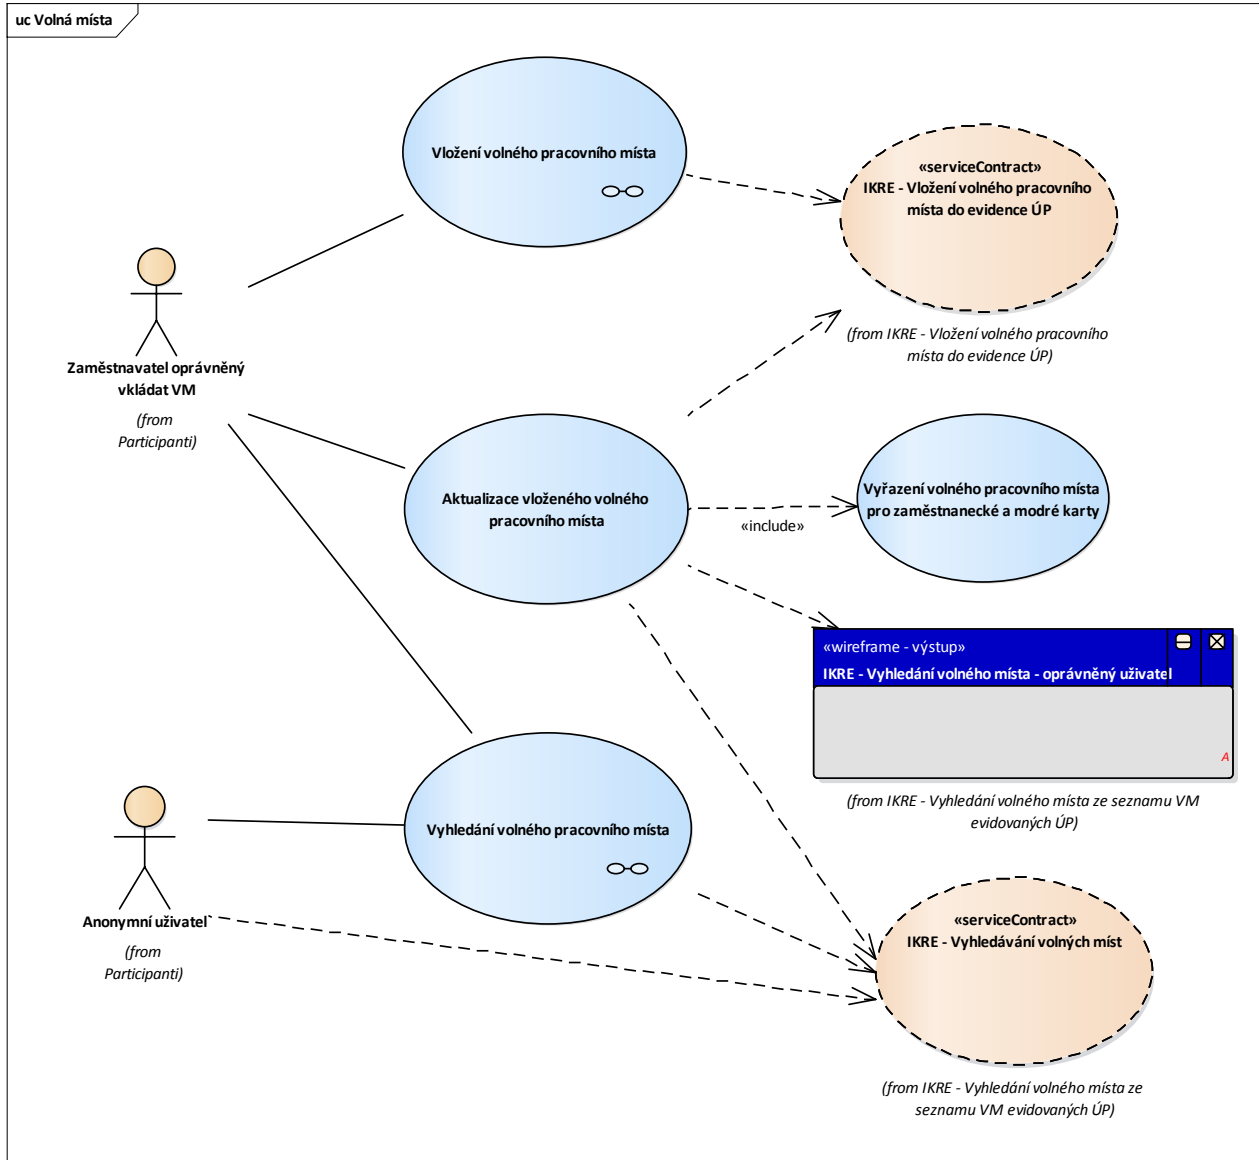 uc Volná místa
Vložení volného pracovního místa
«serviceContract»
IKRE - Vložení volného pracovního
místa do evidence ÚP
(from IKRE - Vložení volného pracovního
místa do evidence ÚP)
Zaměstnavatel oprávněný
vkládat VM
(from
Participanti)
Aktualizace vloženého volného
pracovního místa
«include»
Vyřazení volného pracovního místa
pro zaměstnanecké a modré karty
«wireframe - výstup»
IKRE - Vyhledání volného místa - oprávněný uživatel
A
(from IKRE - Vyhledání volného místa ze seznamu VM
evidovaných ÚP)
Vyhledání volného pracovního místa
Anonymní uživatel
(from
Participanti)
«serviceContract»
IKRE - Vyhledávání volných míst
(from IKRE - Vyhledání volného místa ze
seznamu VM evidovaných ÚP)